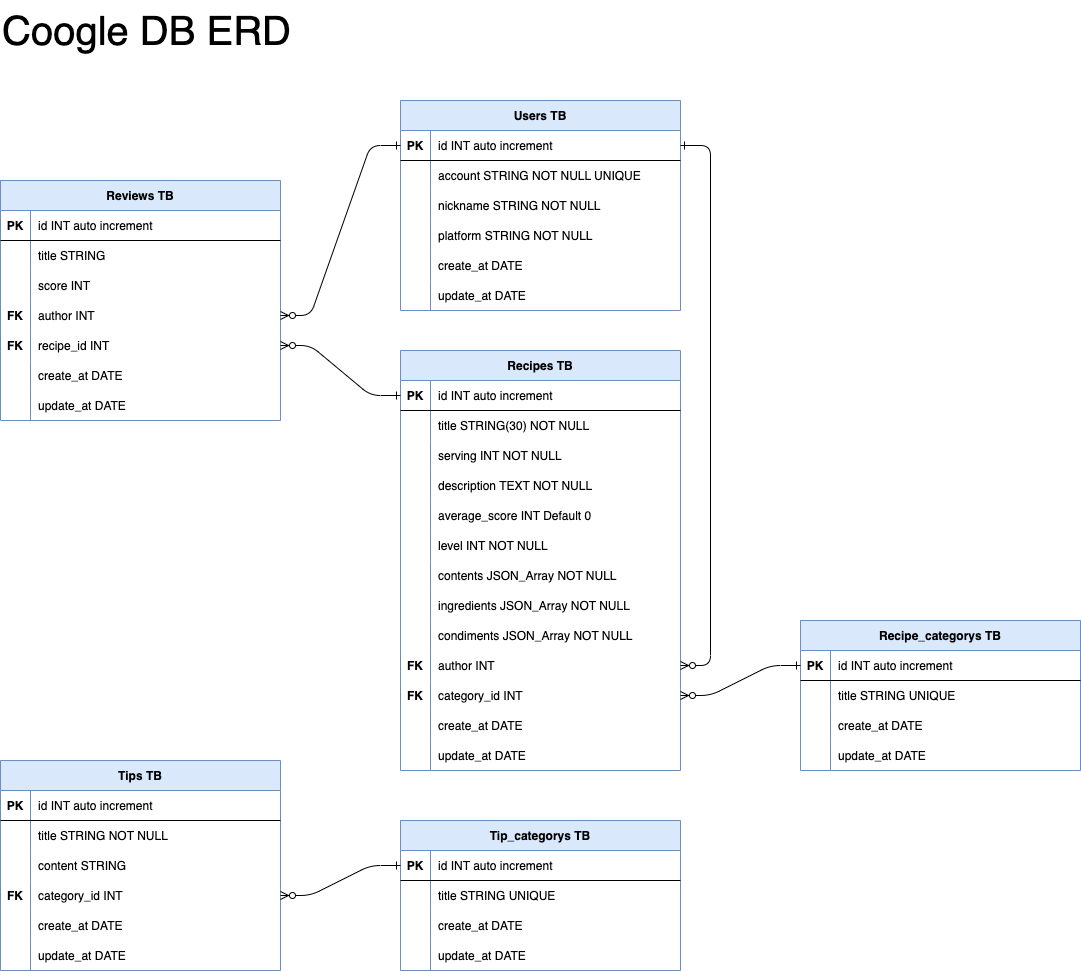 Coogle DB ERD
Users TB
PK id INT auto increment
account STRING NOT NULL UNIQUE
nickname STRING NOT NULL
platform STRING NOT NULL
create_at DATE
update_at DATE
Reviews TB
PK id INT auto increment
title STRING
score INT
FK author INT
FK recipe_id INT
create_at DATE
update_at DATE
Recipes TB
PK id INT auto increment
title STRING(30) NOT NULL
serving INT NOT NULL
description TEXT NOT NULL
average_score INT Default 0
level INT NOT NULL
contents JSON_Array NOT NULL
ingredients JSON_Array NOT NULL
condiments JSON_Array NOT NULL
FK author INT
FK category_id INT
create_at DATE
update_at DATE
Recipe_categorys TB
PK id INT auto increment
title STRING UNIQUE
create_at DATE
update_at DATE
Tips TB
PK id INT auto increment
title STRING NOT NULL
content STRING
FK category_id INT
create_at DATE
update_at DATE
Tip_categorys TB
PK id INT auto increment
title STRING UNIQUE
create_at DATE
update_at DATE